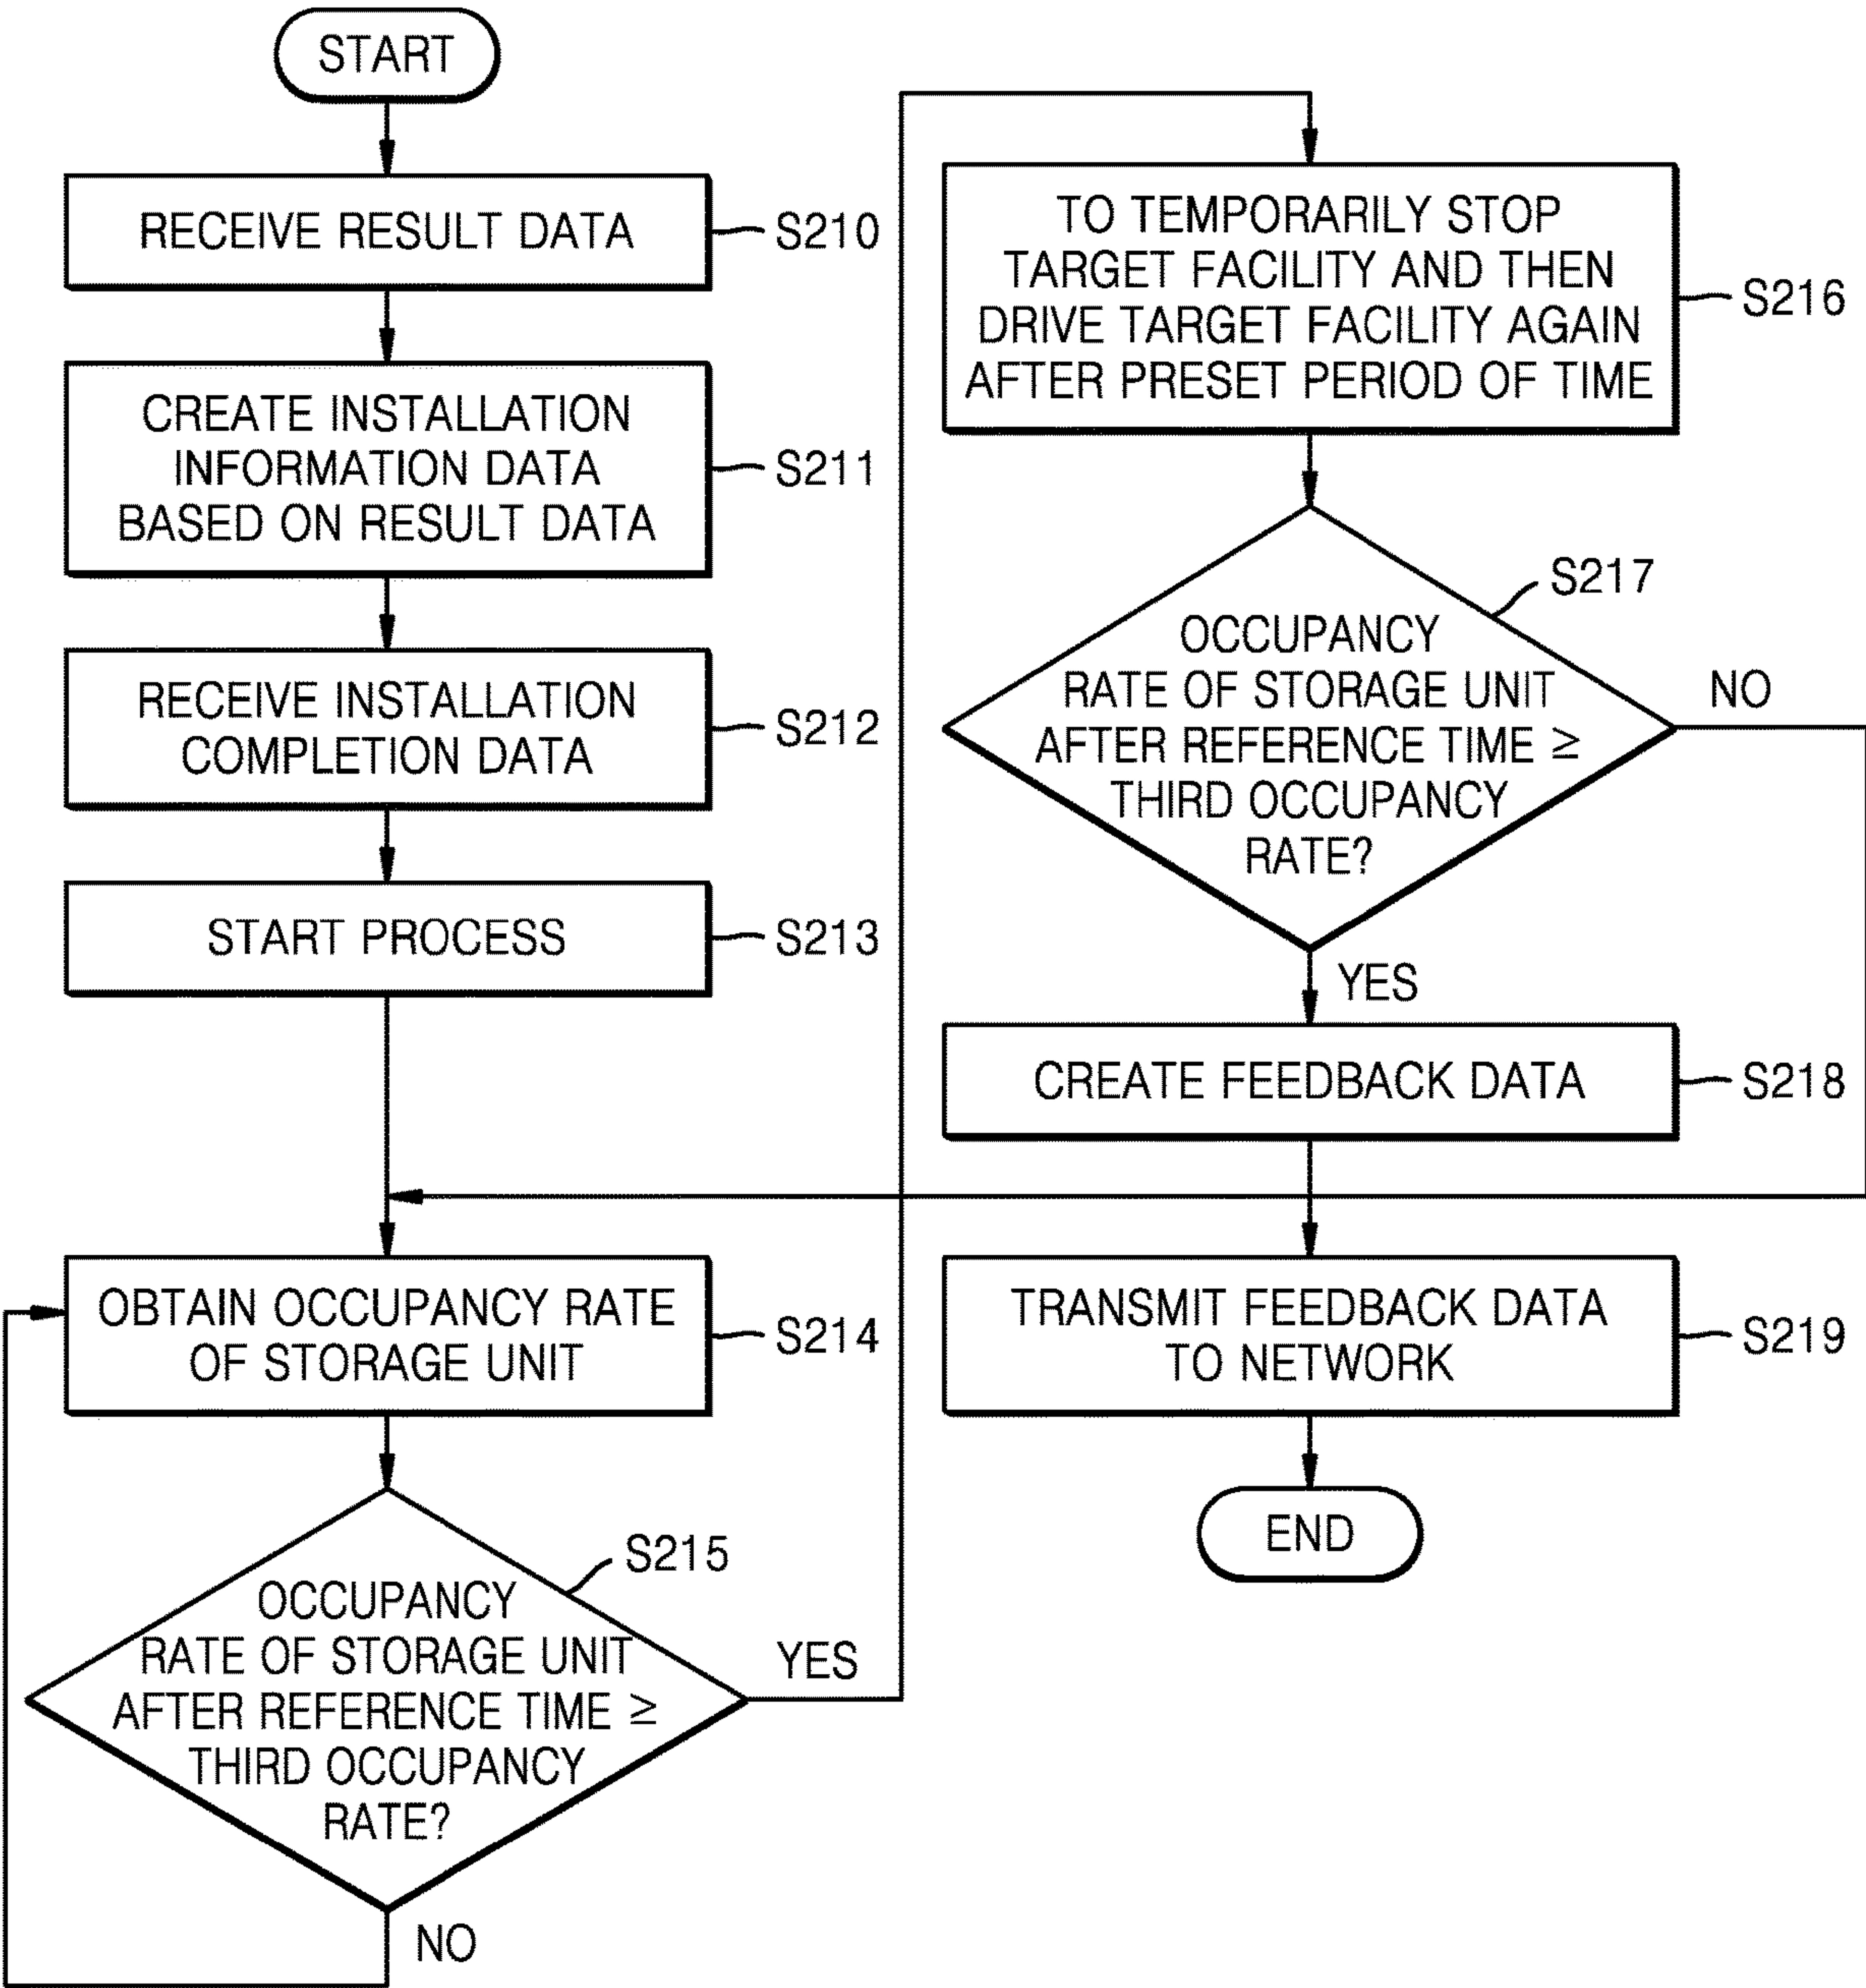 START
RECEIVE RESULT DATA
S210
CREATE INSTALLATION
INFORMATION DATA
BASED ON RESULT DATA
S211
RECEIVE INSTALLATION
COMPLETION DATA
S212
START PROCESS
S213
OBTAIN OCCUPANCY RATE
OF STORAGE UNIT
S214
S215
OCCUPANCY
RATE OF STORAGE UNIT
AFTER REFERENCE TIME ≥
THIRD OCCUPANCY
RATE?
YES
NO
TO TEMPORARILY STOP
TARGET FACILITY AND THEN
DRIVE TARGET FACILITY AGAIN
AFTER PRESET PERIOD OF TIME
S216
S217
OCCUPANCY
RATE OF STORAGE UNIT
AFTER REFERENCE TIME ≥
THIRD OCCUPANCY
RATE?
NO
YES
CREATE FEEDBACK DATA
S218
TRANSMIT FEEDBACK DATA
TO NETWORK
S219
END